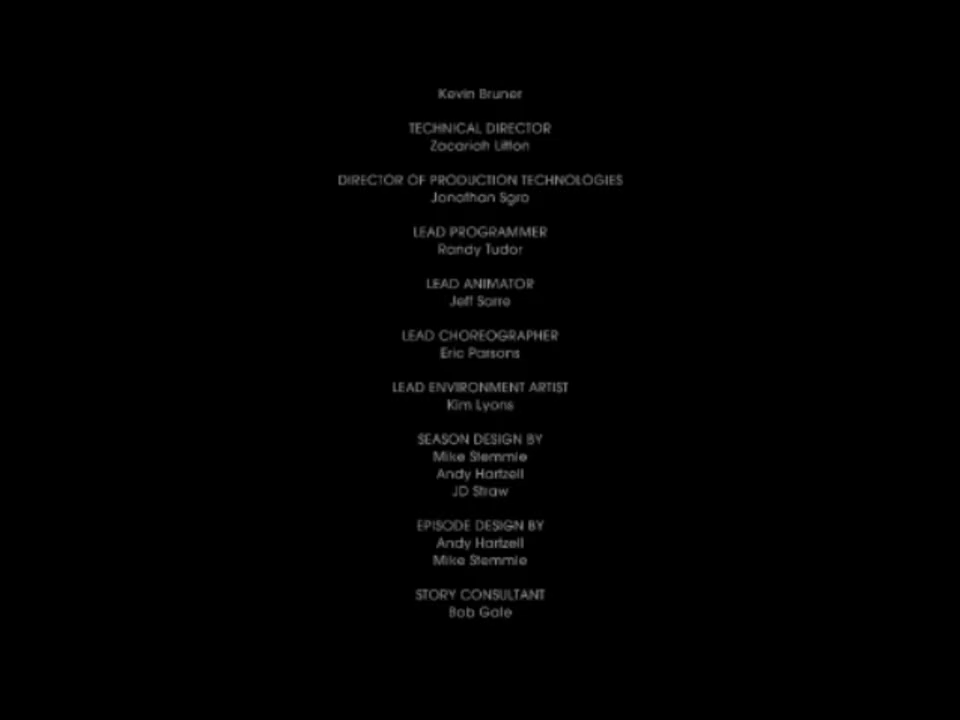 Kevin Bruner
TECHNICAL DIRECTOR
Zacariah Litton
DIRECTOR OF PRODUCTION TECHNOLOGIES
Jonathan Sgro
LEAD PROGRAMMER
Randy Tudor
LEAD ANIMATOR
Jeff Sarre
LEAD CHOREOGRAPHER
Eric Parsons
LEAD ENVIRONMENT ARTIST
Kim Lyons
SEASON DESIGN BY
Mike Stemmle
Andy Hartzell
JD Straw
EPISODE DESIGN BY
Andy Hartzell
Mike Stemmle
STORY CONSULTANT
Bob Gale